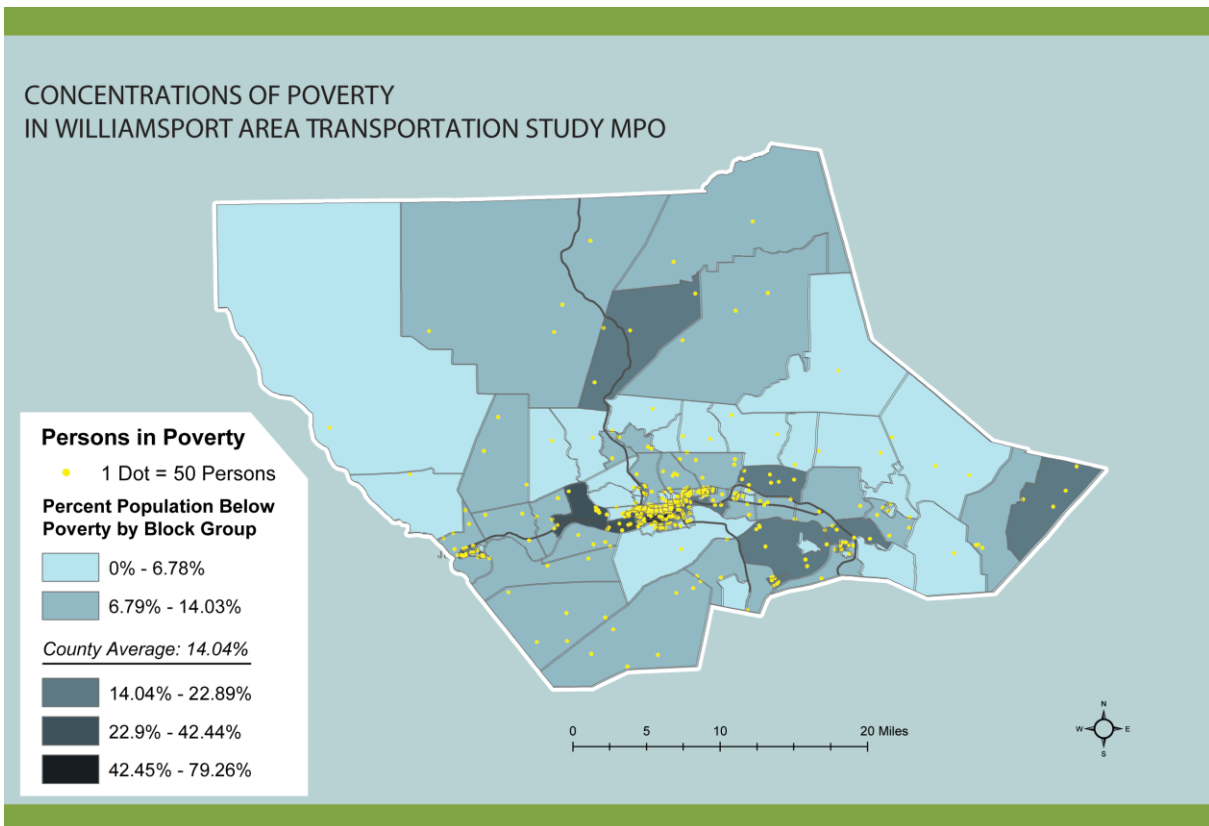 CONCENTRATIONS OF POVERTY
IN WILLIAMSPORT AREA TRANSPORTATION STUDY MPO
Persons in Poverty
1 Dot = 50 Persons
Percent Population Below
Poverty by Block Group
0% - 6.78%
6.79% - 14.03%
County Average: 14.04%
14.04% - 22.89%
22.9% - 42.44%
42.45% - 79.26%
0 5 10 20 Miles
N
W E
S